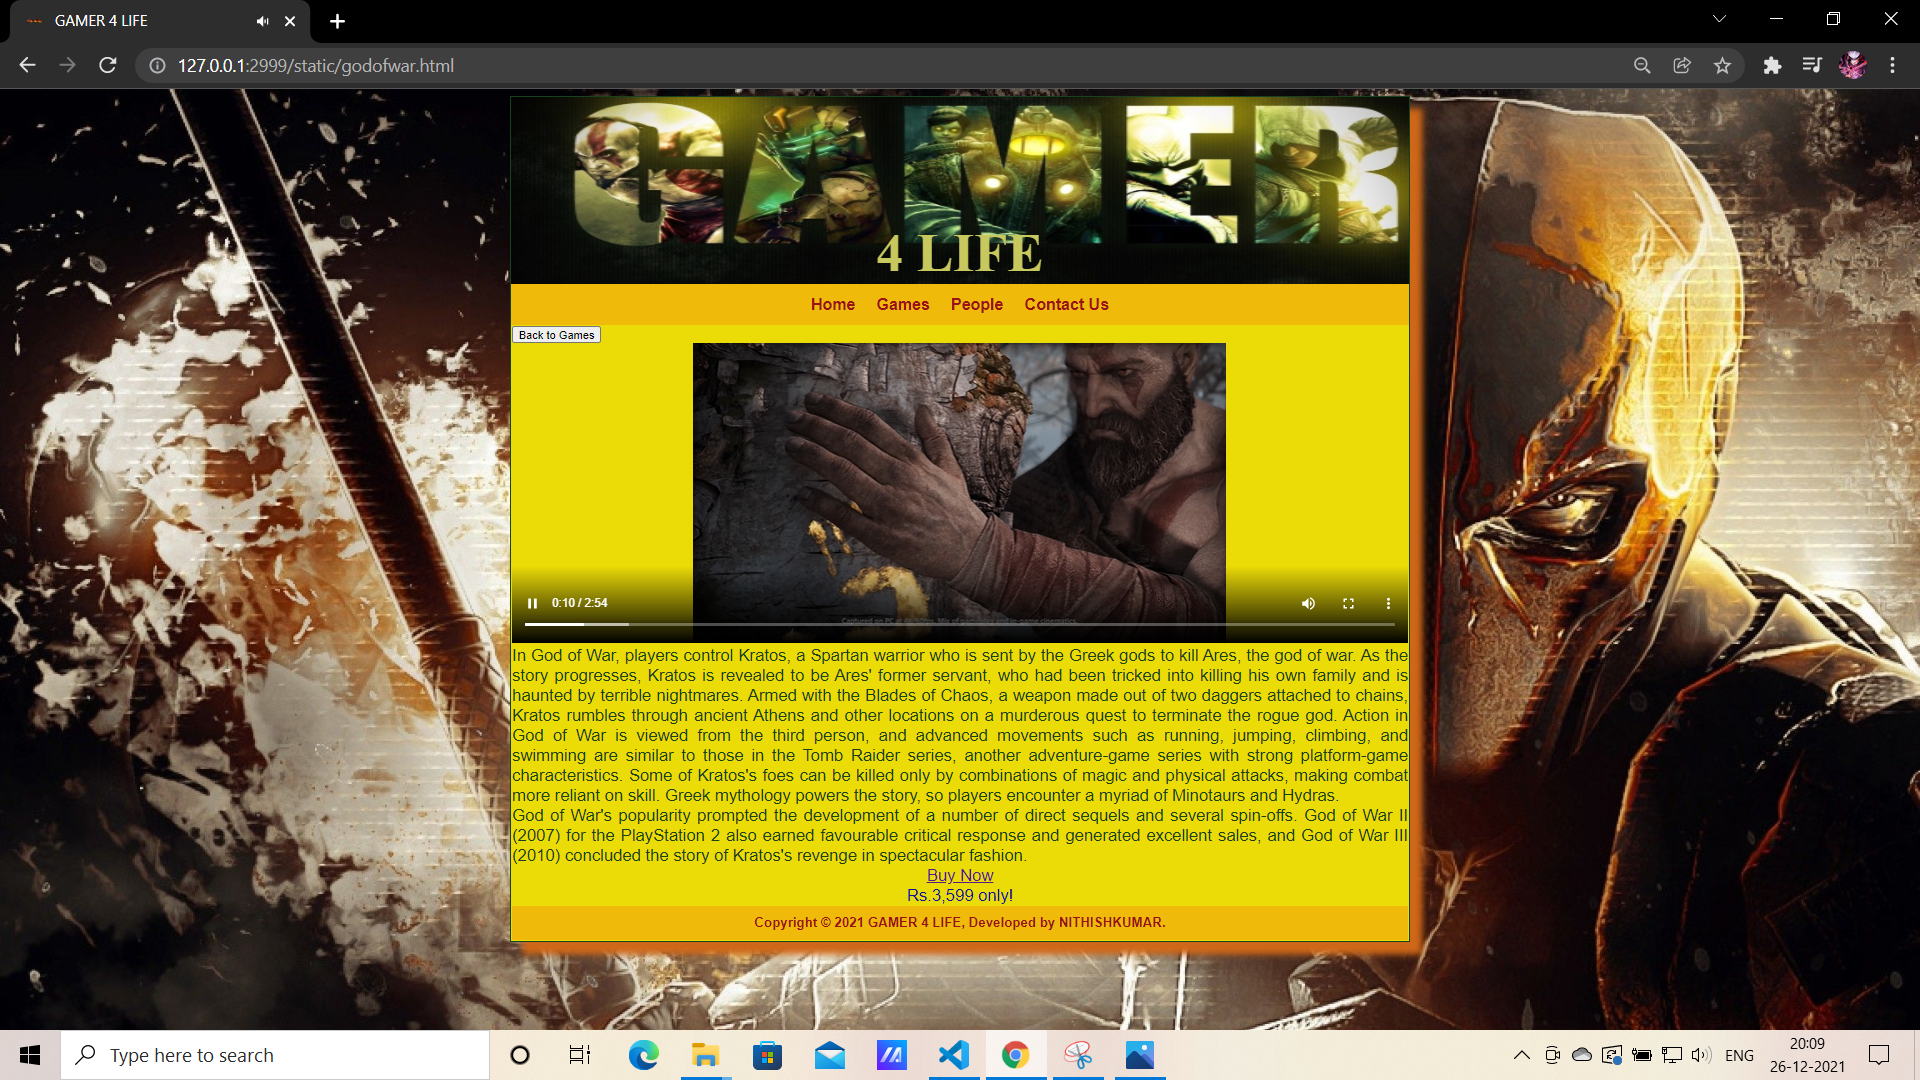 GAMER 4 LIFE
127.0.0.1:2999/static/godofwar.html
GAMER
4 LIFE
Home Games People Contact Us
Back to Games
0:10 / 2:54
In God of War, players control Kratos, a Spartan warrior who is sent by the Greek gods to kill Ares, the god of war. As the
story progresses, Kratos is revealed to be Ares' former servant, who had been tricked into killing his own family and is
haunted by terrible nightmares. Armed with the Blades of Chaos, a weapon made out of two daggers attached to chains,
Kratos rumbles through ancient Athens and other locations on a murderous quest to terminate the rogue god. Action in
God of War is viewed from the third person, and advanced movements such as running, jumping, climbing, and
swimming are similar to those in the Tomb Raider series, another adventure-game series with strong platform-game
characteristics. Some of Kratos's foes can be killed only by combinations of magic and physical attacks, making combat
more reliant on skill. Greek mythology powers the story, so players encounter a myriad of Minotaurs and Hydras.
God of War's popularity prompted the development of a number of direct sequels and several spin-offs. God of War II
(2007) for the PlayStation 2 also earned favourable critical response and generated excellent sales, and God of War III
(2010) concluded the story of Kratos's revenge in spectacular fashion.
Buy Now
Rs.3,599 only!
Copyright © 2021 GAMER 4 LIFE, Developed by NITHISHKUMAR.
Type here to search
ENG
20:09
26-12-2021